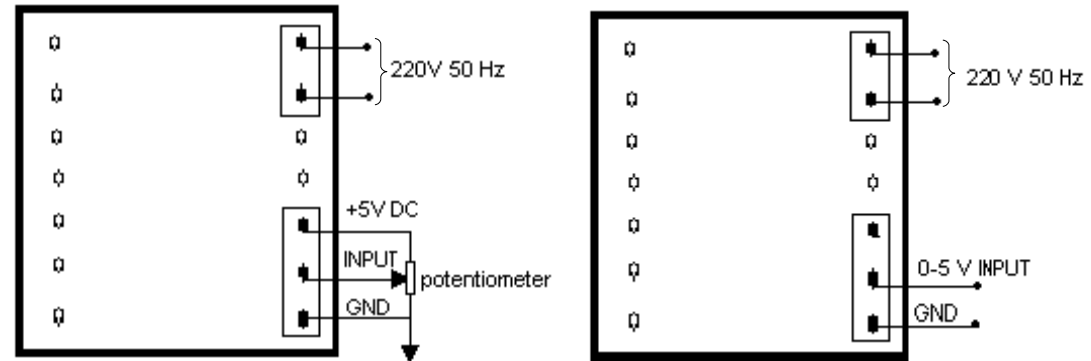 220V 50 Hz
+5V DC
INPUT
potentiometer
GND
220 V 50 Hz
0-5 V INPUT
GND